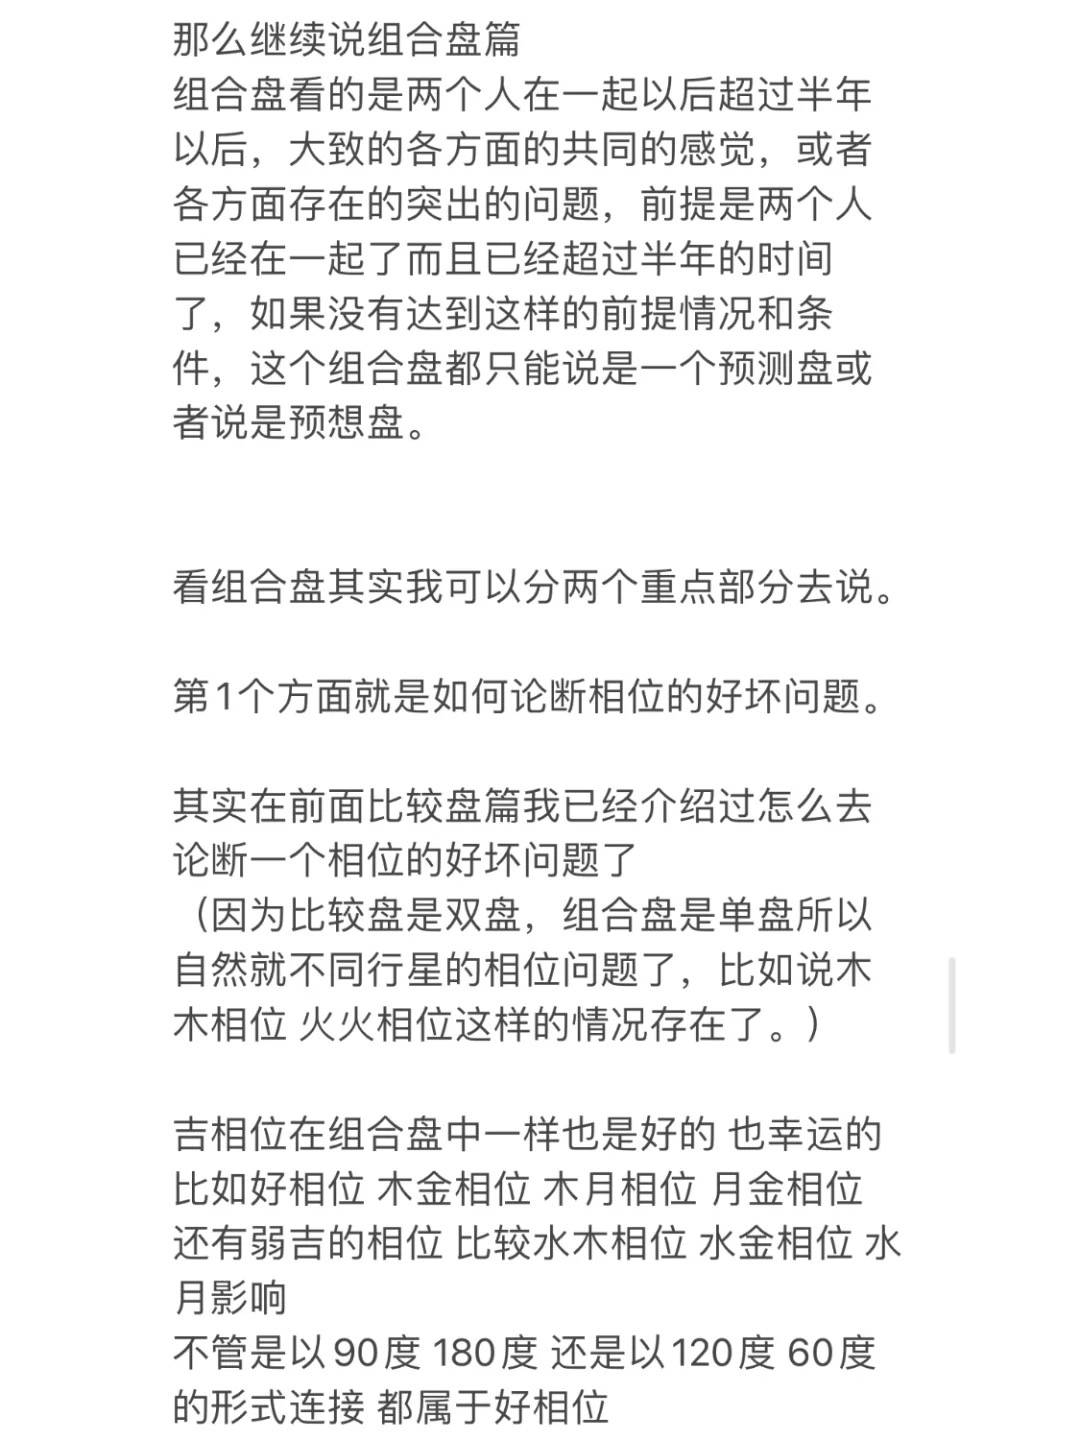 那么继续说组合盘篇
组合盘看的是两个人在一起以后超过半年
以后，大致的各方面的共同的感觉，或者
各方面存在的突出的问题，前提是两个人
已经在一起了而且已经超过半年的时间
了，如果没有达到这样的前提情况和条
件，这个组合盘都只能说是一个预测盘或
者说是预想盘。
看组合盘其实我可以分两个重点部分去说。
第1个方面就是如何论断相位的好坏问题。
其实在前面比较盘篇我已经介绍过怎么去
论断一个相位的好坏问题了
（因为比较盘是双盘，组合盘是单盘所以
自然就不同行星的相位问题了，比如说木
木相位 火火相位这样的情况存在了。）
吉相位在组合盘中一样也是好的 也幸运的
比如好相位 木金相位 木月相位 月金相位
还有弱吉的相位 比较水木相位 水金相位 水
月影响
不管是以90度 180度 还是以120度 60度
的形式连接 都属于好相位